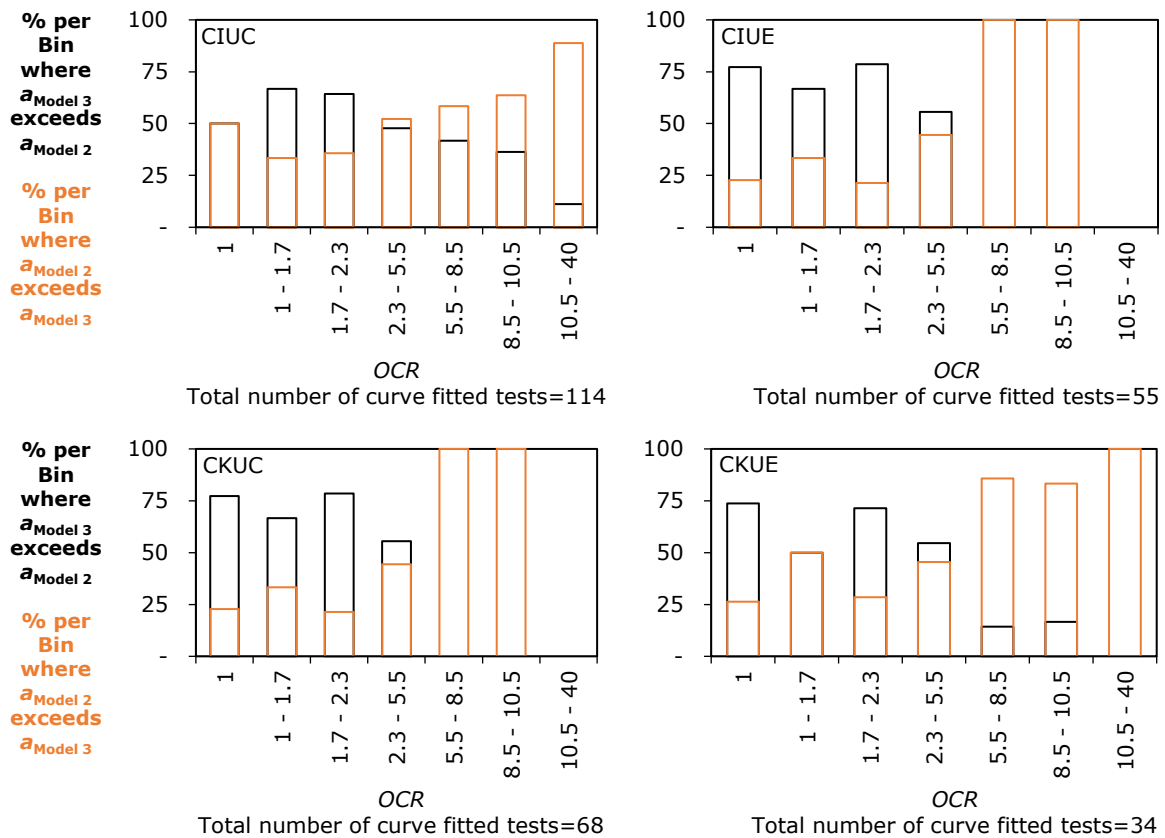 % per
Bin
where
aModel 3
exceeds
aModel 2
% per
Bin
where
aModel 2
exceeds
aModel 3
100
75
50
25
-
CIUC
1
1 - 1.7
1.7 - 2.3
2.3 - 5.5
5.5 - 8.5
8.5 - 10.5
10.5 - 40
OCR
Total number of curve fitted tests=114
100
75
50
25
-
CIUE
1
1 - 1.7
1.7 - 2.3
2.3 - 5.5
5.5 - 8.5
8.5 - 10.5
10.5 - 40
OCR
Total number of curve fitted tests=55
% per
Bin
where
aModel 3
exceeds
aModel 2
% per
Bin
where
aModel 2
exceeds
aModel 3
100
75
50
25
-
CKUC
1
1 - 1.7
1.7 - 2.3
2.3 - 5.5
5.5 - 8.5
8.5 - 10.5
10.5 - 40
OCR
Total number of curve fitted tests=68
100
75
50
25
-
CKUE
1
1 - 1.7
1.7 - 2.3
2.3 - 5.5
5.5 - 8.5
8.5 - 10.5
10.5 - 40
OCR
Total number of curve fitted tests=34